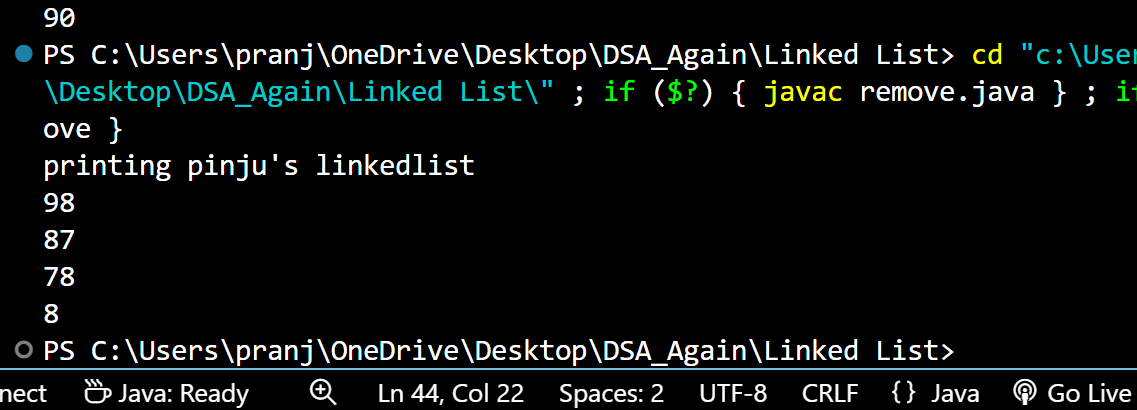 90
PS C:\Users\pranj\OneDrive\Desktop\DSA_Again\Linked List> cd "c:\User
\Desktop\DSA_Again\Linked List\" ; if ($?) { javac remove.java } ; if
ove }
printing pinju's linkedlist
98
87
78
8
PS C:\Users\pranj\OneDrive\Desktop\DSA_Again\Linked List>
nect Java: Ready Ln 44, Col 22 Spaces: 2 UTF-8 CRLF {} Java Go Live